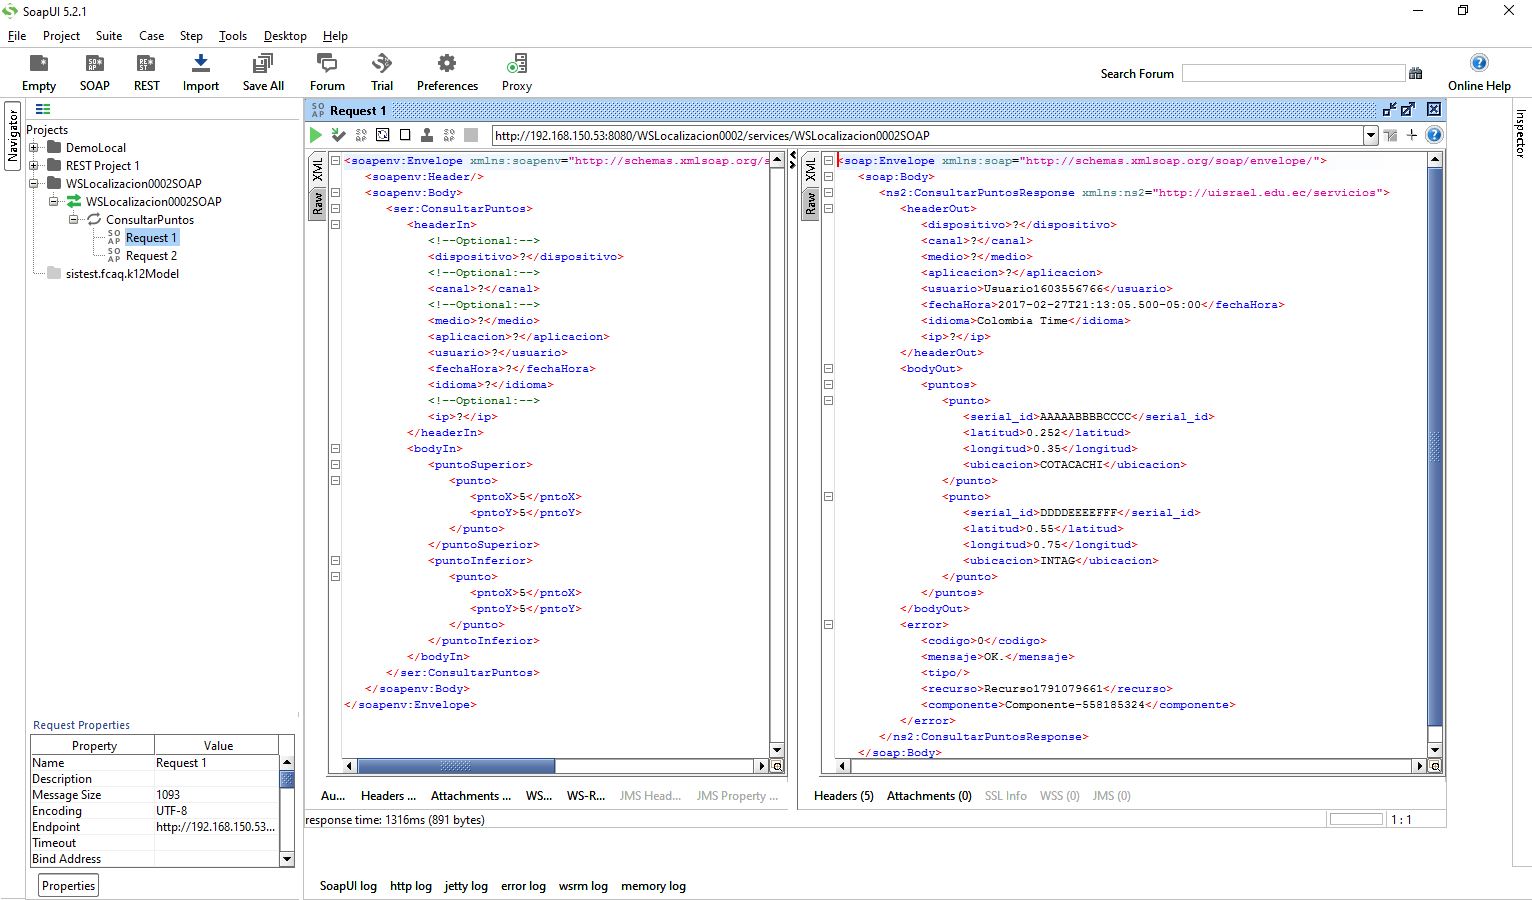 SoapUI 5.2.1
File Project Suite Case Step Tools Desktop Help
Empty SOAP REST Import Save All Forum Trial Preferences Proxy
Search Forum
Online Help
Navigator
Projects
DemoLocal
REST Project 1
WSLocalizacion0002SOAP
WSLocalizacion0002SOAP
ConsultarPuntos
Request 1
Request 2
sistest.fcaq.k12Model
Request Properties
Property Value
Name Request 1
Description
Message Size 1093
Encoding UTF-8
Endpoint http://192.168.150.53...
Timeout
Bind Address
Properties
Request 1
http://192.168.150.53:8080/WSLocalizacion0002/services/WSLocalizacion0002SOAP
XML
Raw
<soapenv:Envelope xmlns:soapenv="http://schemas.xmlsoap.org/s
<soapenv:Header/>
<soapenv:Body>
<ser:ConsultarPuntos>
<headerIn>
<!--Optional:-->
<dispositivo>?</dispositivo>
<!--Optional:-->
<canal>?</canal>
<!--Optional:-->
<medio>?</medio>
<aplicacion>?</aplicacion>
<usuario>?</usuario>
<fechaHora>?</fechaHora>
<idioma>?</idioma>
<!--Optional:-->
<ip>?</ip>
</headerIn>
<bodyIn>
<puntoSuperior>
<punto>
<pntoX>5</pntoX>
<pntoY>5</pntoY>
</punto>
</puntoSuperior>
<puntoInferior>
<punto>
<pntoX>5</pntoX>
<pntoY>5</pntoY>
</punto>
</puntoInferior>
</bodyIn>
</ser:ConsultarPuntos>
</soapenv:Body>
</soapenv:Envelope>
Au... Headers ... Attachments ... WS... WS-R... JMS Head... JMS Property ...
XML
Raw
<soap:Envelope xmlns:soap="http://schemas.xmlsoap.org/soap/envelope/">
<soap:Body>
<ns2:ConsultarPuntosResponse xmlns:ns2="http://uisrael.edu.ec/servicios">
<headerOut>
<dispositivo>?</dispositivo>
<canal>?</canal>
<medio>?</medio>
<aplicacion>?</aplicacion>
<usuario>Usuario1603556766</usuario>
<fechaHora>2017-02-27T21:13:05.500-05:00</fechaHora>
<idioma>Colombia Time</idioma>
<ip>?</ip>
</headerOut>
<bodyOut>
<puntos>
<punto>
<serial_id>AAAAABBBBCCCC</serial_id>
<latitud>0.252</latitud>
<longitud>0.35</longitud>
<ubicacion>COTACACHI</ubicacion>
</punto>
<punto>
<serial_id>DDDDEEEEFFF</serial_id>
<latitud>0.55</latitud>
<longitud>0.75</longitud>
<ubicacion>INTAG</ubicacion>
</punto>
</puntos>
</bodyOut>
<error>
<codigo>0</codigo>
<mensaje>OK.</mensaje>
<tipo/>
<recurso>Recurso1791079661</recurso>
<componente>Componente-558185324</componente>
</error>
</ns2:ConsultarPuntosResponse>
</soap:Body>
Headers (5) Attachments (0) SSL Info WSS (0) JMS (0)
response time: 1316ms (891 bytes)
1 : 1
SoapUI log http log jetty log error log wsrm log memory log
Inspector